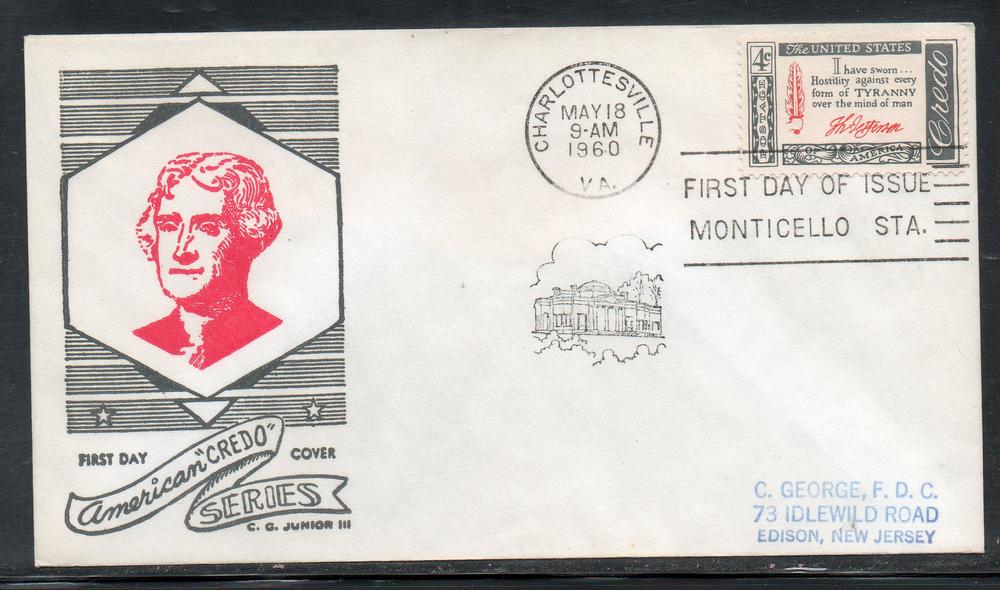 FIRST DAY
COVER
American "CREDO"
SERIES
C. G. JUNIOR III
CHARLOTTESVILLE
MAY 18
9-AM
1960
VA.
4c
POSTAGE
The UNITED STATES
I have sworn...
Hostility against every
form of TYRANNY
over the mind of man
Th Jefferson
OF
AMERICA
Credo
FIRST DAY OF ISSUE
MONTICELLO STA.
C. GEORGE, F. D. C.
73 IDLEWILD ROAD
EDISON, NEW JERSEY